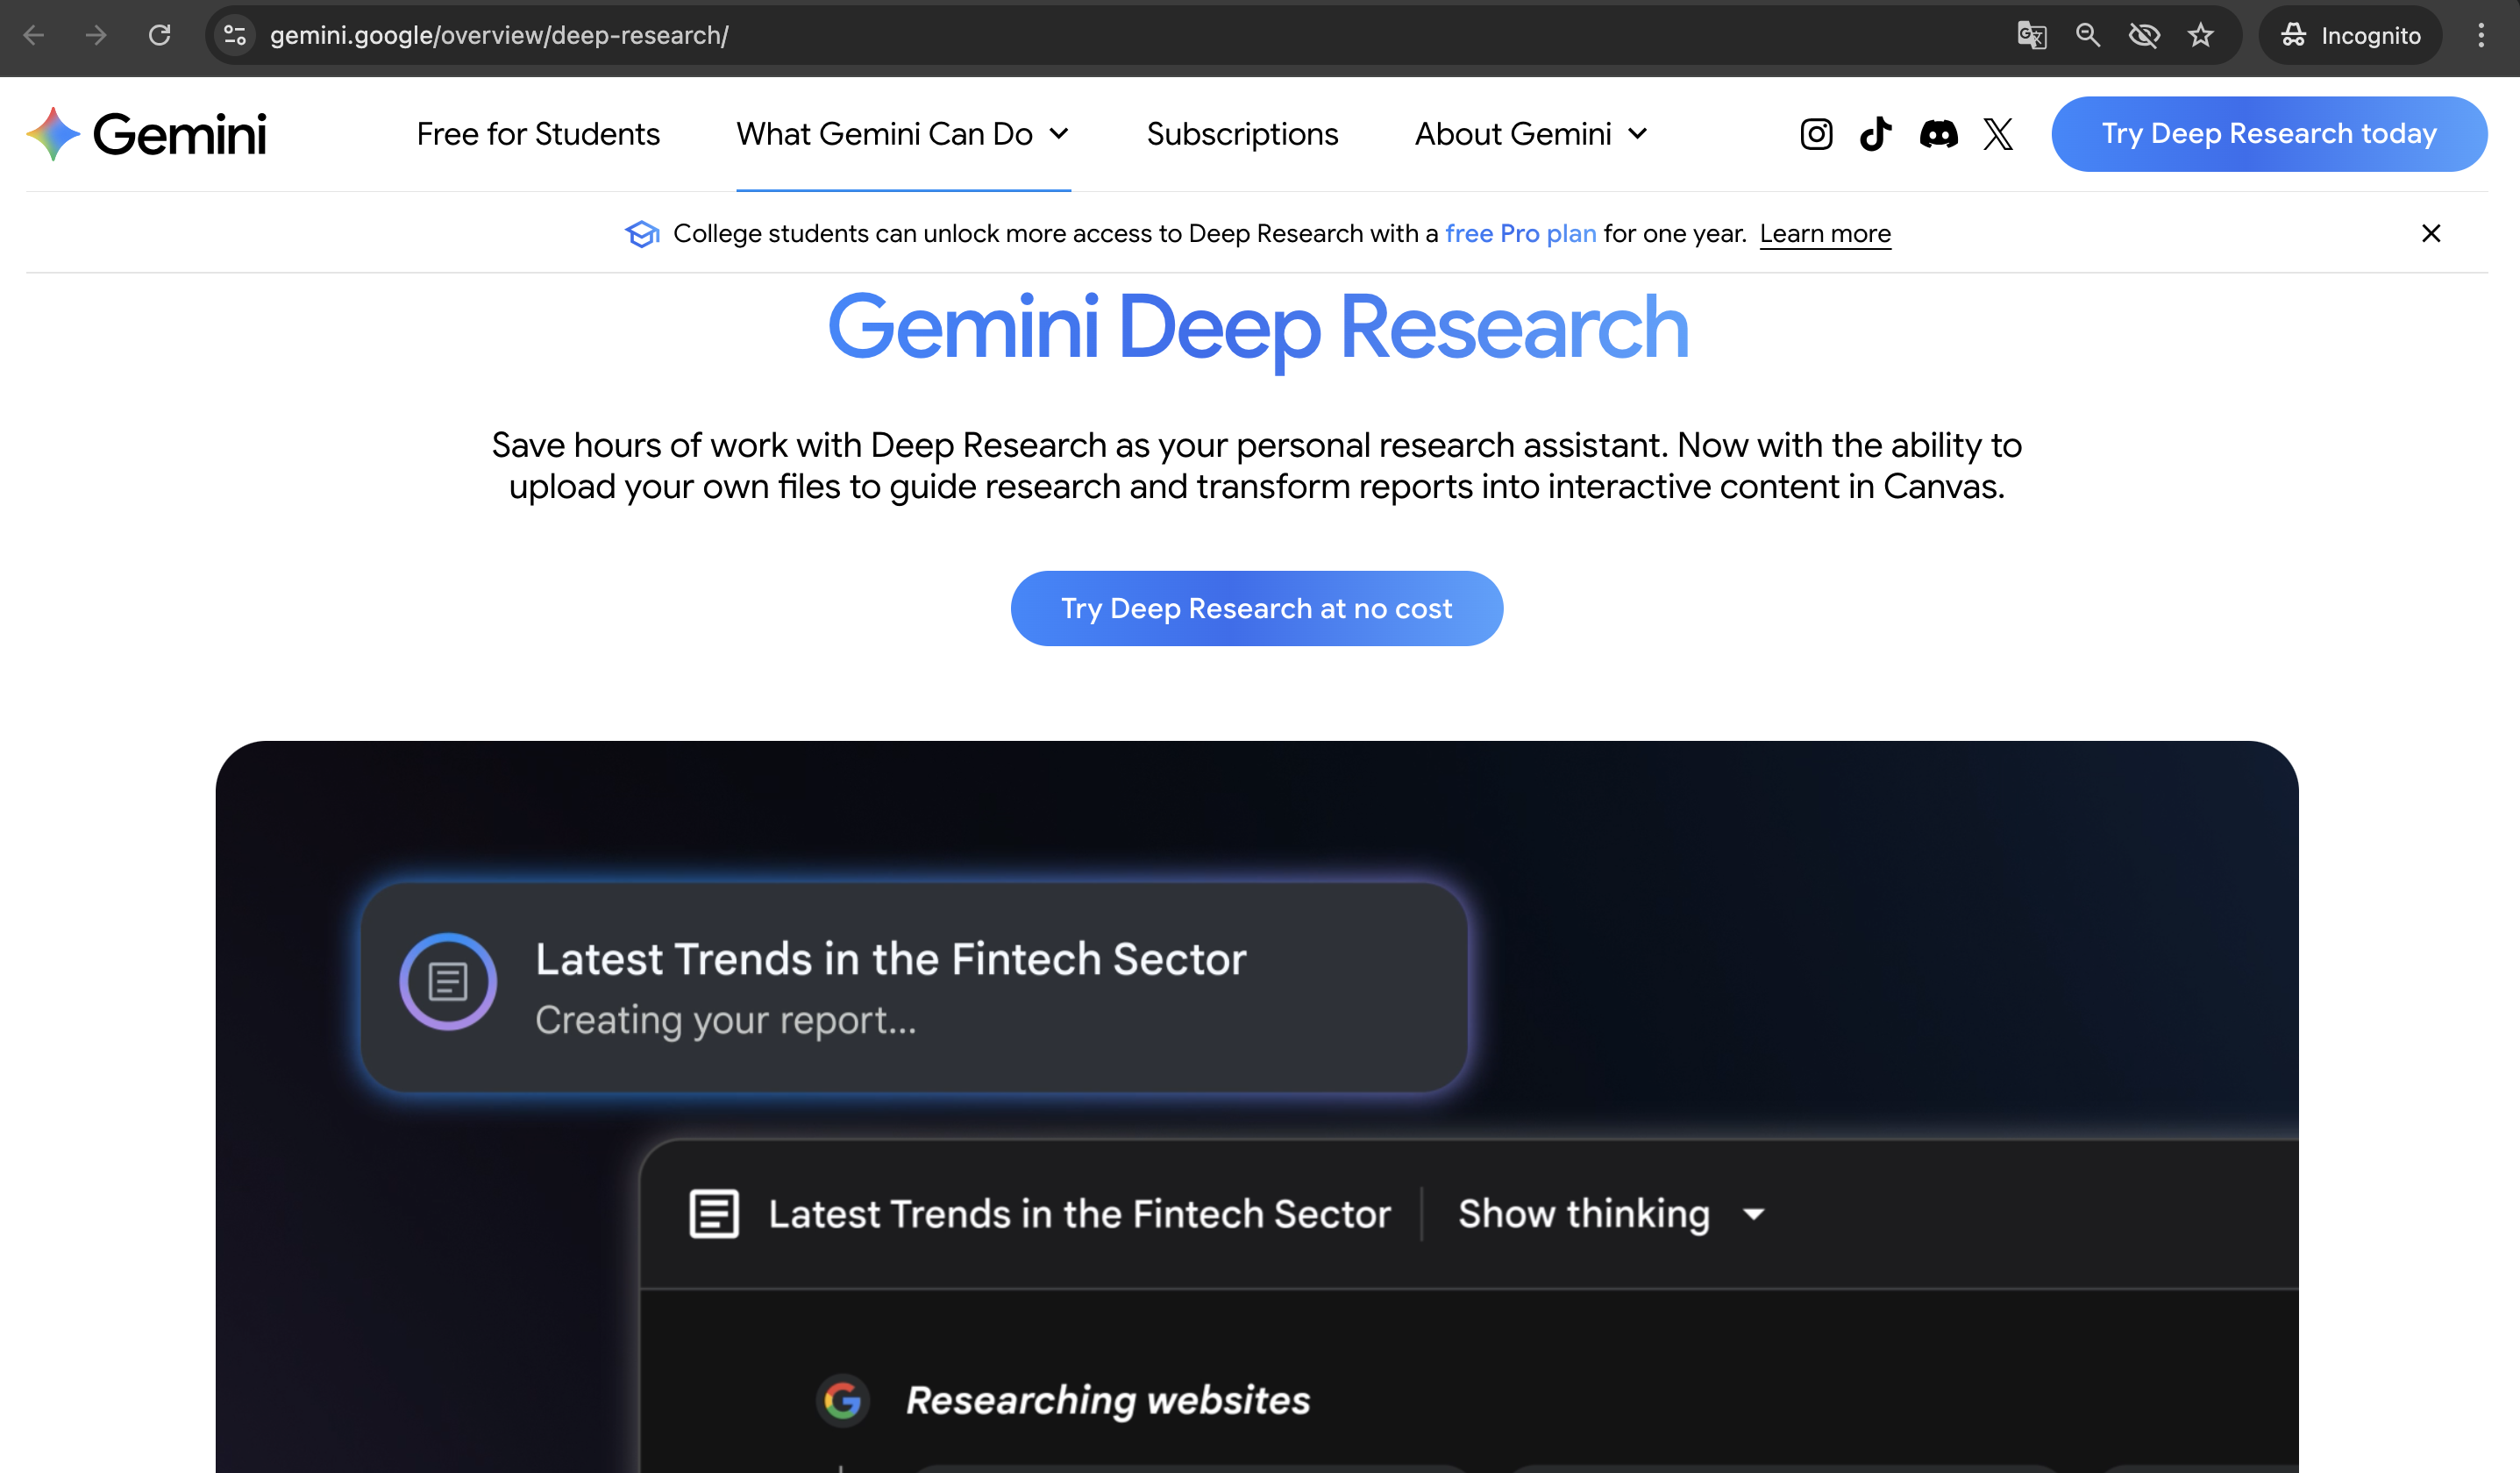 gemini.google/overview/deep-research/
Incognito
Gemini
Free for Students
What Gemini Can Do
Subscriptions
About Gemini
Try Deep Research today
College students can unlock more access to Deep Research with a free Pro plan for one year. Learn more
Gemini Deep Research
Save hours of work with Deep Research as your personal research assistant. Now with the ability to
upload your own files to guide research and transform reports into interactive content in Canvas.
Try Deep Research at no cost
Latest Trends in the Fintech Sector
Creating your report...
Latest Trends in the Fintech Sector
Show thinking
Researching websites